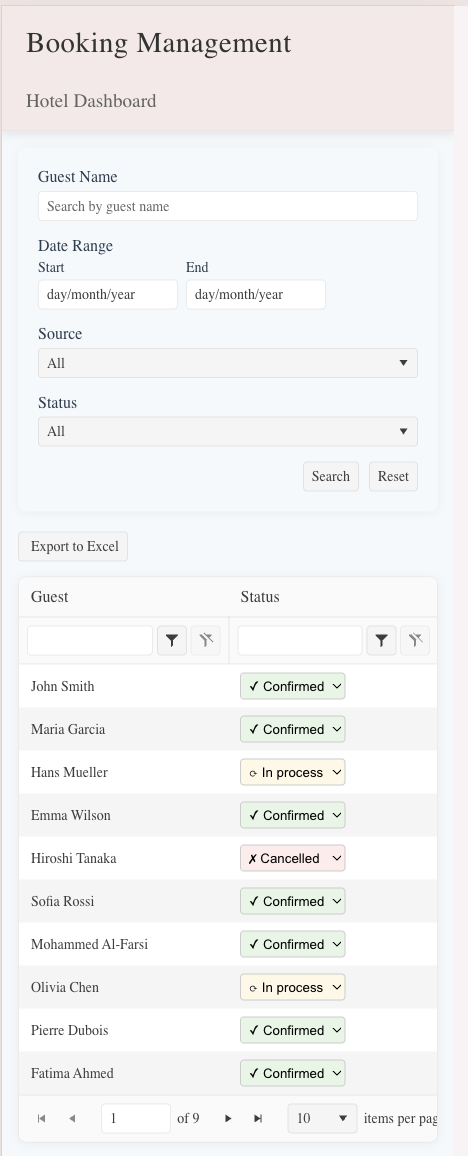 Booking Management
Hotel Dashboard
Guest Name
Search by guest name
Date Range
Start End
day/month/year day/month/year
Source
All
Status
All
Search Reset
Export to Excel
Guest Status
John Smith ✓ Confirmed
Maria Garcia ✓ Confirmed
Hans Mueller ⟳ In process
Emma Wilson ✓ Confirmed
Hiroshi Tanaka ✗ Cancelled
Sofia Rossi ✓ Confirmed
Mohammed Al-Farsi ✓ Confirmed
Olivia Chen ⟳ In process
Pierre Dubois ✓ Confirmed
Fatima Ahmed ✓ Confirmed
1 of 9 10 items per pag